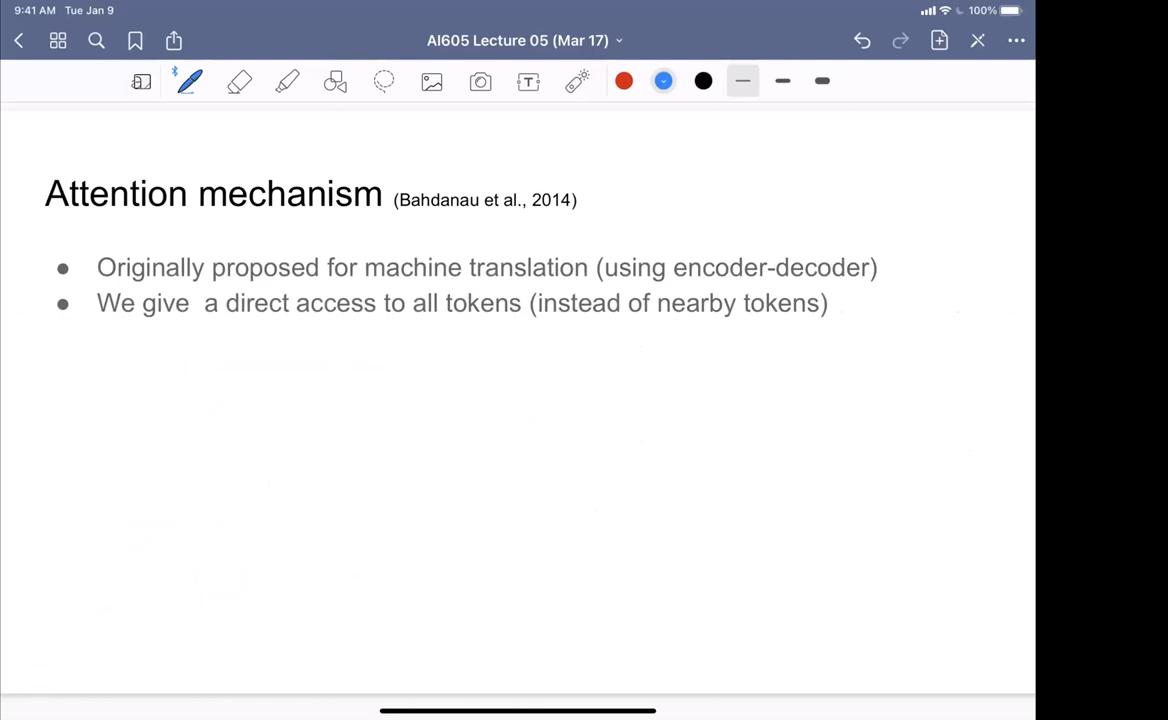 9:41 AM Tue Jan 9
100%
AI605 Lecture 05 (Mar 17)
T
Attention mechanism (Bahdanau et al., 2014)
● Originally proposed for machine translation (using encoder-decoder)
● We give  a direct access to all tokens (instead of nearby tokens)